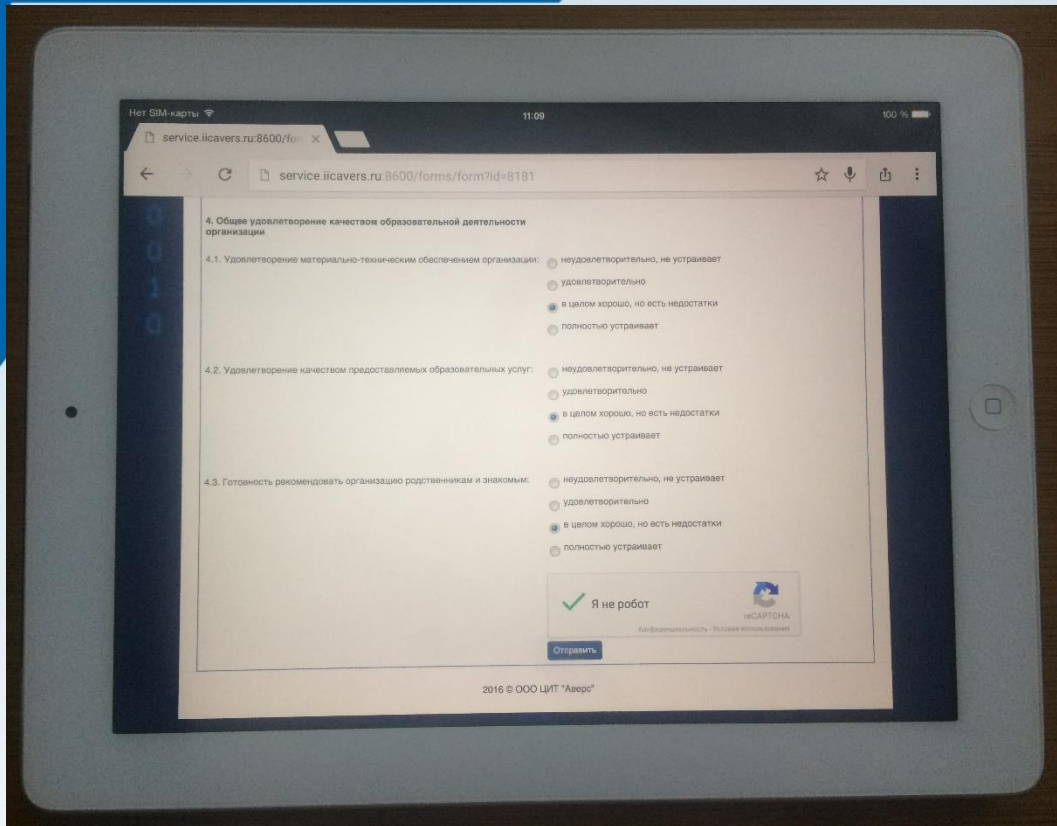 Нет SIM-карты
11:09
100 %
service.iicavers.ru:8600/for
service.iicavers.ru:8600/forms/form?id=8181
4. Общее удовлетворение качеством образовательной деятельности
организации
4.1. Удовлетворение материально-техническим обеспечением организации:
неудовлетворительно, не устраивает
удовлетворительно
в целом хорошо, но есть недостатки
полностью устраивает
4.2. Удовлетворение качеством предоставляемых образовательных услуг:
неудовлетворительно, не устраивает
удовлетворительно
в целом хорошо, но есть недостатки
полностью устраивает
4.3. Готовность рекомендовать организацию родственникам и знакомым:
неудовлетворительно, не устраивает
удовлетворительно
в целом хорошо, но есть недостатки
полностью устраивает
Я не робот
reCAPTCHA
Конфиденциальность - Условия использования
Отправить
2016 © ООО ЦИТ "Аверс"
0
0
1
0